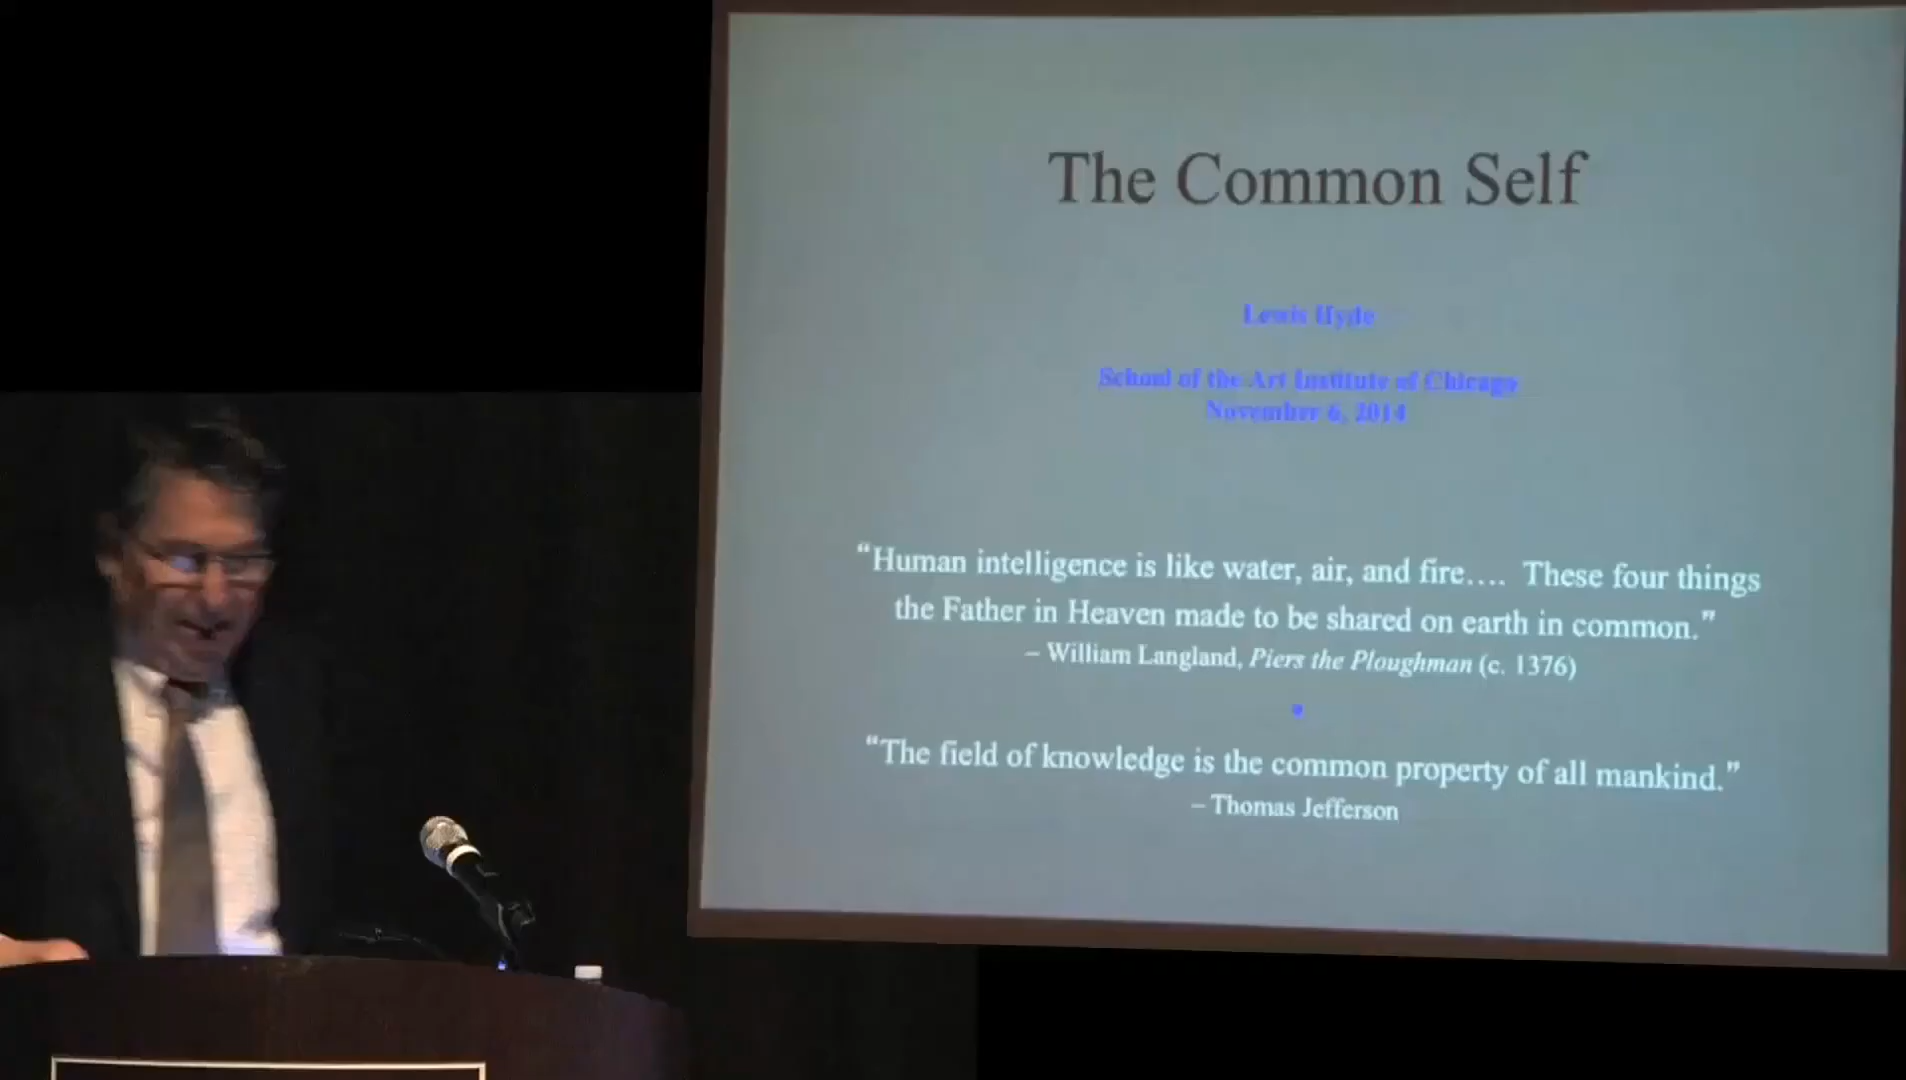 The Common Self
Lewis Hyde
School of the Art Institute of Chicago
November 6, 2014
“Human intelligence is like water, air, and fire…. These four things
the Father in Heaven made to be shared on earth in common.”
– William Langland, Piers the Ploughman (c. 1376)
•
“The field of knowledge is the common property of all mankind.”
– Thomas Jefferson